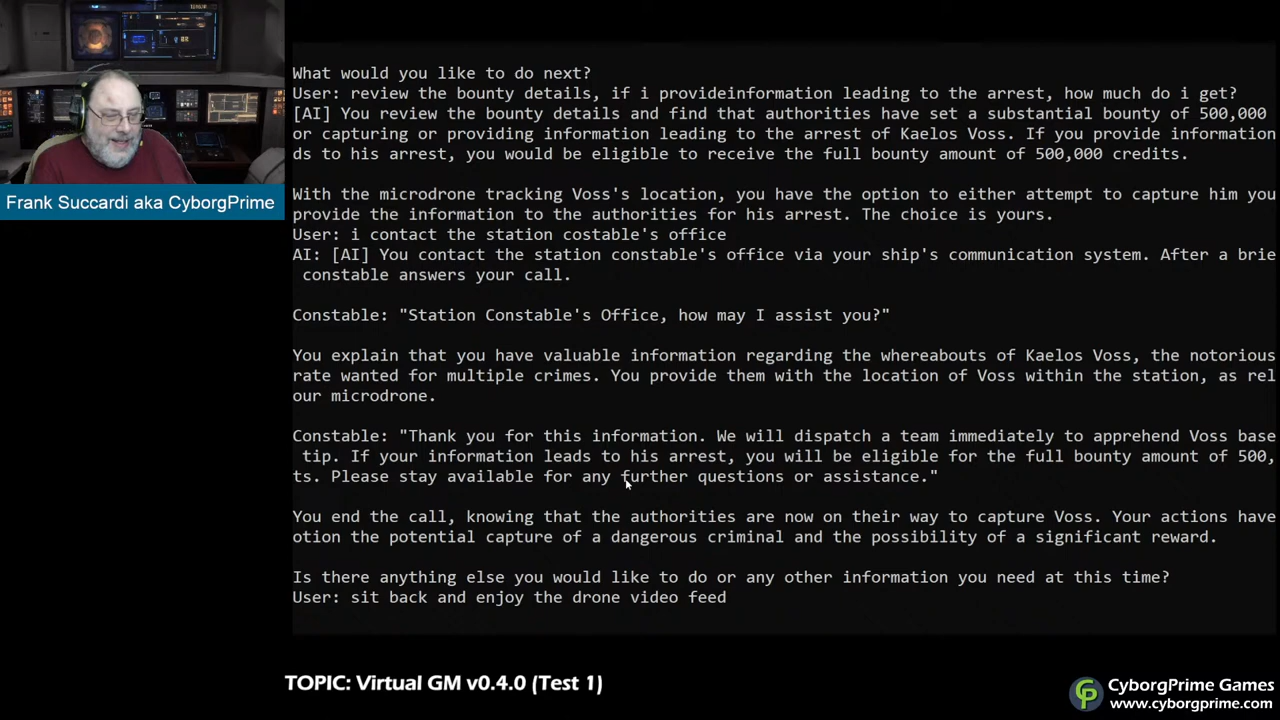 What would you like to do next?
User: review the bounty details, if i provideinformation leading to the arrest, how much do i get?
[AI] You review the bounty details and find that authorities have set a substantial bounty of 500,000
or capturing or providing information leading to the arrest of Kaelos Voss. If you provide information
ds to his arrest, you would be eligible to receive the full bounty amount of 500,000 credits.
With the microdrone tracking Voss's location, you have the option to either attempt to capture him you
provide the information to the authorities for his arrest. The choice is yours.
User: i contact the station costable's office
AI: [AI] You contact the station constable's office via your ship's communication system. After a brie
constable answers your call.
Constable: "Station Constable's Office, how may I assist you?"
You explain that you have valuable information regarding the whereabouts of Kaelos Voss, the notorious
rate wanted for multiple crimes. You provide them with the location of Voss within the station, as rel
our microdrone.
Constable: "Thank you for this information. We will dispatch a team immediately to apprehend Voss base
tip. If your information leads to his arrest, you will be eligible for the full bounty amount of 500,
ts. Please stay available for any further questions or assistance."
You end the call, knowing that the authorities are now on their way to capture Voss. Your actions have
otion the potential capture of a dangerous criminal and the possibility of a significant reward.
Is there anything else you would like to do or any other information you need at this time?
User: sit back and enjoy the drone video feed
Frank Succardi aka CyborgPrime
TOPIC: Virtual GM v0.4.0 (Test 1)
CyborgPrime Games
www.cyborgprime.com